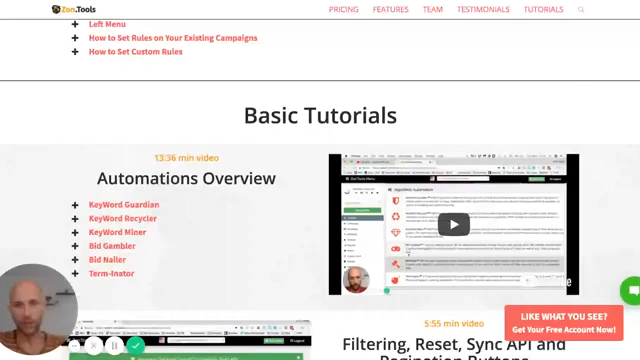 Zon.Tools
PRICING
FEATURES
TEAM
TESTIMONIALS
TUTORIALS
Left Menu
How to Set Rules on Your Existing Campaigns
How to Set Custom Rules
Basic Tutorials
13:36 min video
Automations Overview
KeyWord Guardian
KeyWord Recycler
KeyWord Miner
Bid Gambler
Bid Nailer
Term-inator
LIKE WHAT YOU SEE?
Get Your Free Account Now!
5:55 min video
Filtering, Reset, Sync API and
Pagination Buttons